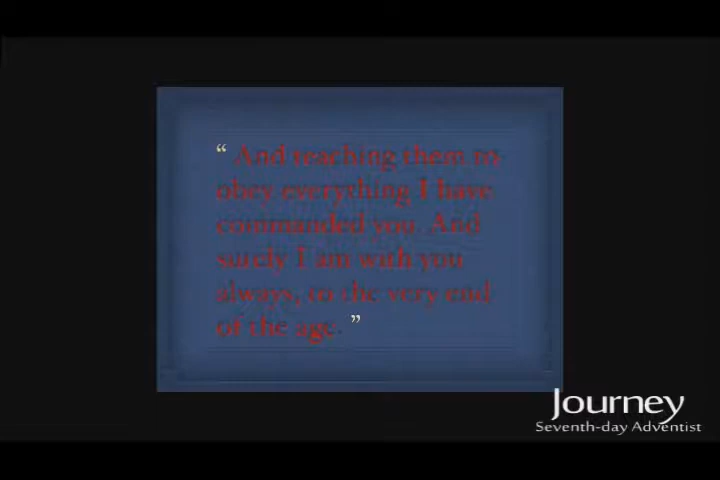 “ And teaching them to
obey everything I have
commanded you. And
surely I am with you
always, to the very end
of the age. ”
Journey
Seventh-day Adventist